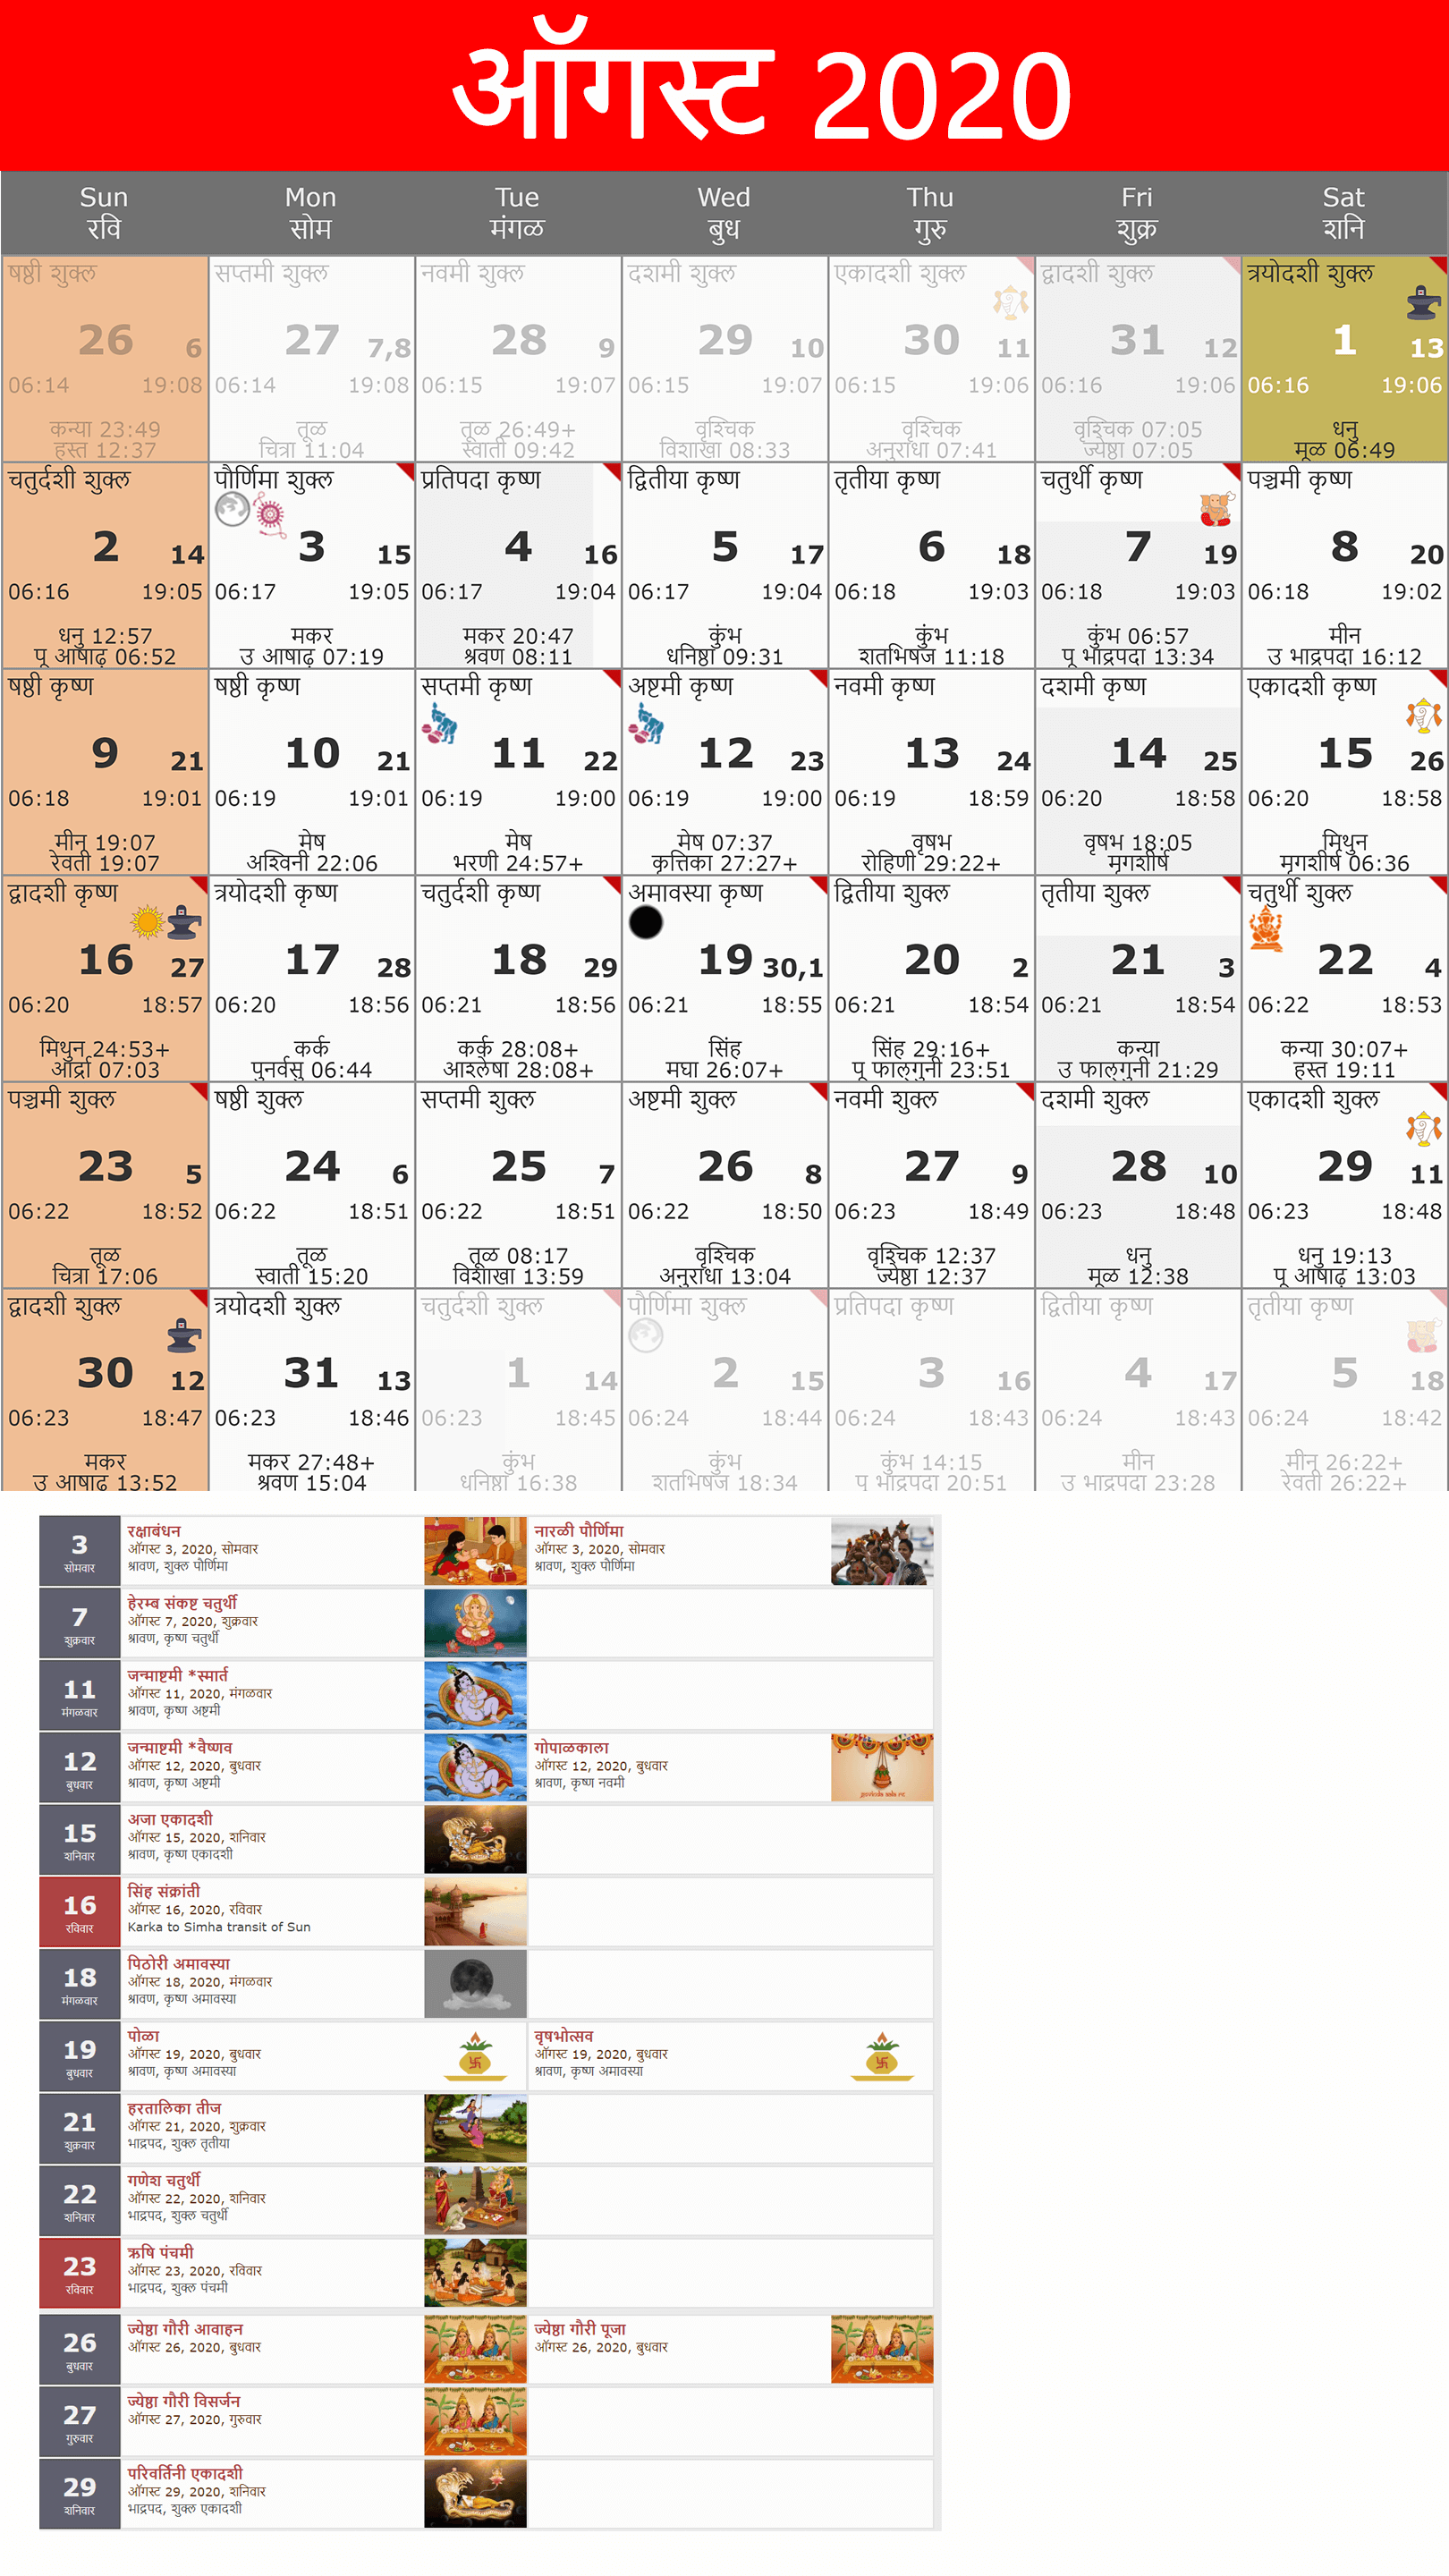 ऑगस्ट 2020
Sun Mon Tue Wed Thu Fri Sat
रवि सोम मंगळ बुध गुरु शुक्र शनि
षष्ठी शुक्ल सप्तमी शुक्ल नवमी शुक्ल दशमी शुक्ल एकादशी शुक्ल द्वादशी शुक्ल त्रयोदशी शुक्ल
26 6 27 7,8 28 9 29 10 30 11 31 12 1 13
06:14 19:08 06:14 19:08 06:15 19:07 06:15 19:07 06:15 19:06 06:16 19:06 06:16 19:06
कन्या 23:49 तूळ तूळ 26:49+ वृश्चिक वृश्चिक वृश्चिक 07:05 धनु
हस्त 12:37 चित्रा 11:04 स्वाती 09:42 विशाखा 08:33 अनुराधा 07:41 ज्येष्ठा 07:05 मूळ 06:49
चतुर्दशी शुक्ल पौर्णिमा शुक्ल प्रतिपदा कृष्ण द्वितीया कृष्ण तृतीया कृष्ण चतुर्थी कृष्ण पञ्चमी कृष्ण
2 14 3 15 4 16 5 17 6 18 7 19 8 20
06:16 19:05 06:17 19:05 06:17 19:04 06:17 19:04 06:18 19:03 06:18 19:03 06:18 19:02
धनु 12:57 मकर मकर 20:47 कुंभ कुंभ कुंभ 06:57 मीन
पू आषाढ़ 06:52 उ आषाढ़ 07:19 श्रवण 08:11 धनिष्ठा 09:31 शतभिषज 11:18 पू भाद्रपदा 13:34 उ भाद्रपदा 16:12
षष्ठी कृष्ण षष्ठी कृष्ण सप्तमी कृष्ण अष्टमी कृष्ण नवमी कृष्ण दशमी कृष्ण एकादशी कृष्ण
9 21 10 21 11 22 12 23 13 24 14 25 15 26
06:18 19:01 06:19 19:01 06:19 19:00 06:19 19:00 06:19 18:59 06:20 18:58 06:20 18:58
मीन 19:07 मेष मेष मेष 07:37 वृषभ वृषभ 18:05 मिथुन
रेवती 19:07 अश्विनी 22:06 भरणी 24:57+ कृत्तिका 27:27+ रोहिणी 29:22+ मृगशीर्ष मृगशीर्ष 06:36
द्वादशी कृष्ण त्रयोदशी कृष्ण चतुर्दशी कृष्ण अमावस्या कृष्ण द्वितीया शुक्ल तृतीया शुक्ल चतुर्थी शुक्ल
16 27 17 28 18 29 19 30,1 20 2 21 3 22 4
06:20 18:57 06:20 18:56 06:21 18:56 06:21 18:55 06:21 18:54 06:21 18:54 06:22 18:53
मिथुन 24:53+ कर्क कर्क 28:08+ सिंह सिंह 29:16+ कन्या कन्या 30:07+
आर्द्रा 07:03 पुनर्वसु 06:44 आश्लेषा 28:08+ मघा 26:07+ पू फाल्गुनी 23:51 उ फाल्गुनी 21:29 हस्त 19:11
पञ्चमी शुक्ल षष्ठी शुक्ल सप्तमी शुक्ल अष्टमी शुक्ल नवमी शुक्ल दशमी शुक्ल एकादशी शुक्ल
23 5 24 6 25 7 26 8 27 9 28 10 29 11
06:22 18:52 06:22 18:51 06:22 18:51 06:22 18:50 06:23 18:49 06:23 18:48 06:23 18:48
तूळ तूळ तूळ 08:17 वृश्चिक वृश्चिक 12:37 धनु धनु 19:13
चित्रा 17:06 स्वाती 15:20 विशाखा 13:59 अनुराधा 13:04 ज्येष्ठा 12:37 मूळ 12:38 पू आषाढ़ 13:03
द्वादशी शुक्ल त्रयोदशी शुक्ल चतुर्दशी शुक्ल पौर्णिमा शुक्ल प्रतिपदा कृष्ण द्वितीया कृष्ण तृतीया कृष्ण
30 12 31 13 1 14 2 15 3 16 4 17 5 18
06:23 18:47 06:23 18:46 06:23 18:45 06:24 18:44 06:24 18:43 06:24 18:43 06:24 18:42
मकर मकर 27:48+ कुंभ कुंभ कुंभ 14:15 मीन मीन 26:22+
उ आषाढ़ 13:52 श्रवण 15:04 धनिष्ठा 16:38 शतभिषज 18:34 पू भाद्रपदा 20:51 उ भाद्रपदा 23:28 रेवती 26:22+
3 सोमवार
रक्षाबंधन
ऑगस्ट 3, 2020, सोमवार
श्रावण, शुक्ल पौर्णिमा
नारळी पौर्णिमा
ऑगस्ट 3, 2020, सोमवार
श्रावण, शुक्ल पौर्णिमा
7 शुक्रवार
हेरम्ब संकष्ट चतुर्थी
ऑगस्ट 7, 2020, शुक्रवार
श्रावण, कृष्ण चतुर्थी
11 मंगळवार
जन्माष्टमी *स्मार्त
ऑगस्ट 11, 2020, मंगळवार
श्रावण, कृष्ण अष्टमी
12 बुधवार
जन्माष्टमी *वैष्णव
ऑगस्ट 12, 2020, बुधवार
श्रावण, कृष्ण अष्टमी
गोपाळकाला
ऑगस्ट 12, 2020, बुधवार
श्रावण, कृष्ण नवमी
15 शनिवार
अजा एकादशी
ऑगस्ट 15, 2020, शनिवार
श्रावण, कृष्ण एकादशी
16 रविवार
सिंह संक्रांती
ऑगस्ट 16, 2020, रविवार
Karka to Simha transit of Sun
18 मंगळवार
पिठोरी अमावस्या
ऑगस्ट 18, 2020, मंगळवार
श्रावण, कृष्ण अमावस्या
19 बुधवार
पोळा
ऑगस्ट 19, 2020, बुधवार
श्रावण, कृष्ण अमावस्या
वृषभोत्सव
ऑगस्ट 19, 2020, बुधवार
श्रावण, कृष्ण अमावस्या
21 शुक्रवार
हरतालिका तीज
ऑगस्ट 21, 2020, शुक्रवार
भाद्रपद, शुक्ल तृतीया
22 शनिवार
गणेश चतुर्थी
ऑगस्ट 22, 2020, शनिवार
भाद्रपद, शुक्ल चतुर्थी
23 रविवार
ऋषि पंचमी
ऑगस्ट 23, 2020, रविवार
भाद्रपद, शुक्ल पंचमी
26 बुधवार
ज्येष्ठा गौरी आवाहन
ऑगस्ट 26, 2020, बुधवार
ज्येष्ठा गौरी पूजा
ऑगस्ट 26, 2020, बुधवार
27 गुरुवार
ज्येष्ठा गौरी विसर्जन
ऑगस्ट 27, 2020, गुरुवार
29 शनिवार
परिवर्तिनी एकादशी
ऑगस्ट 29, 2020, शनिवार
भाद्रपद, शुक्ल एकादशी